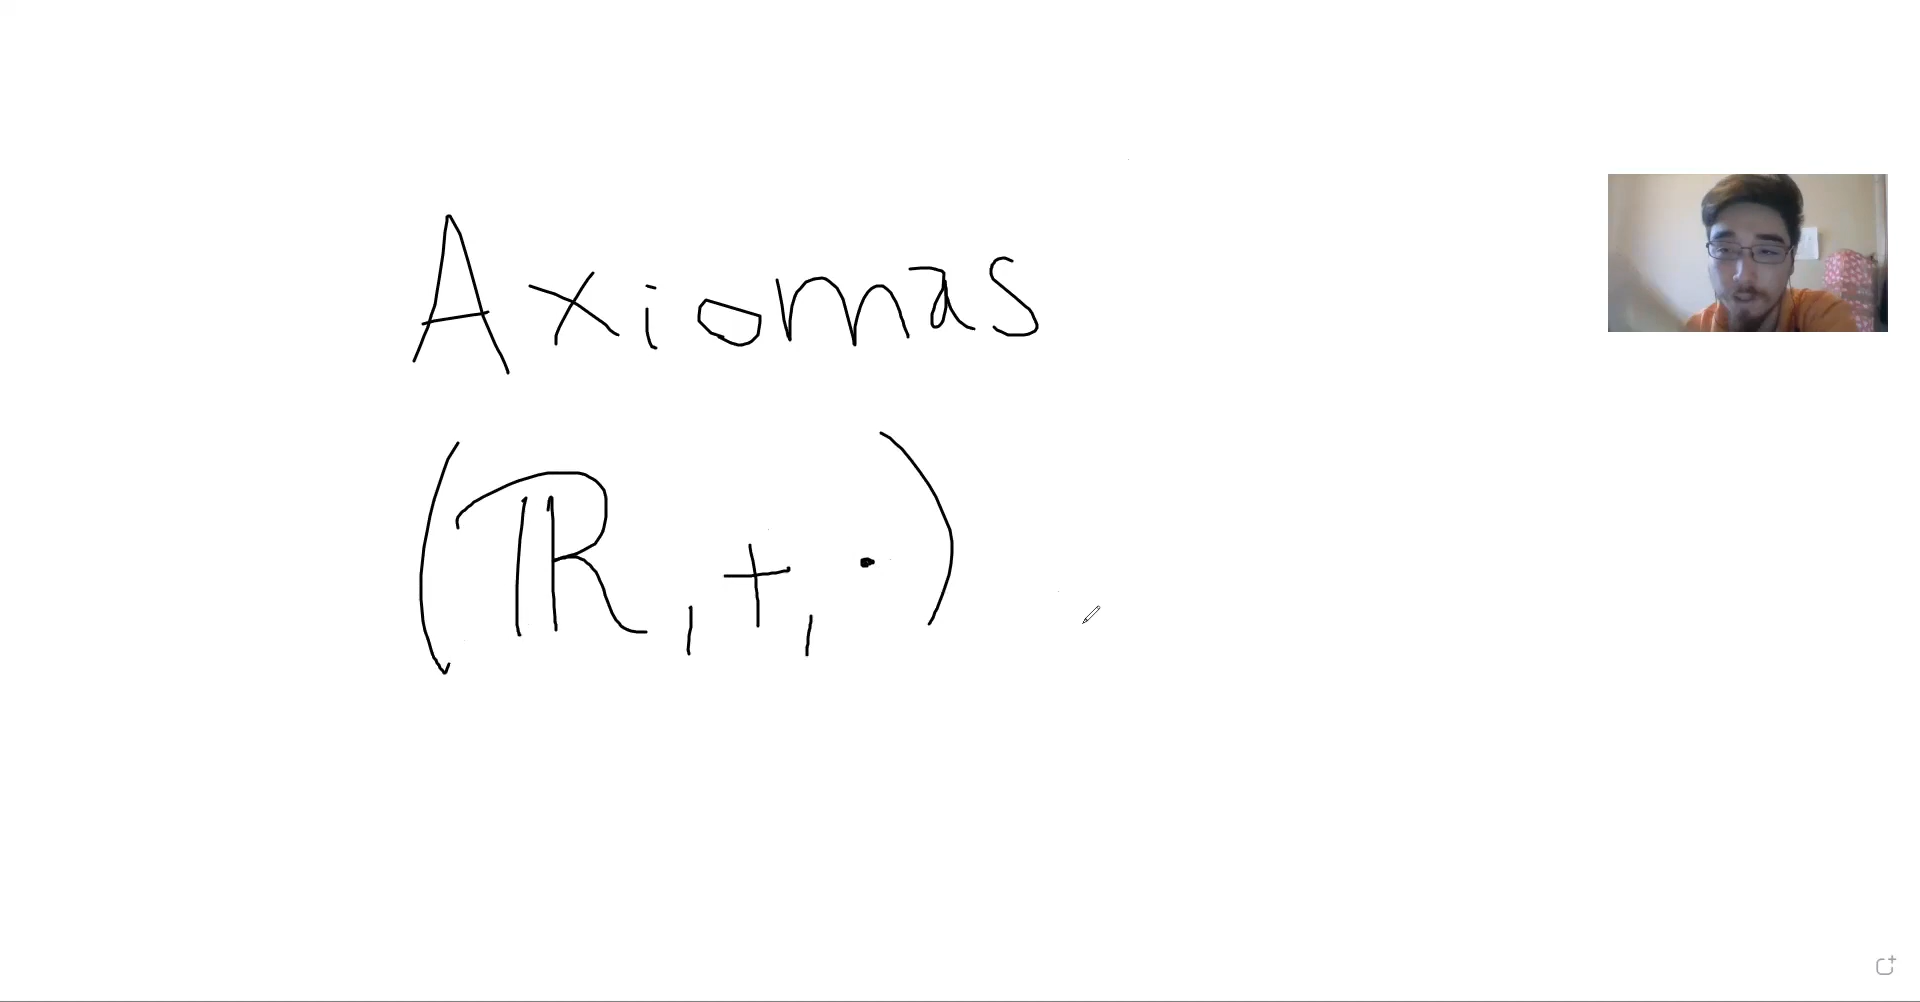 Axiomas
(ℝ, +, ·)